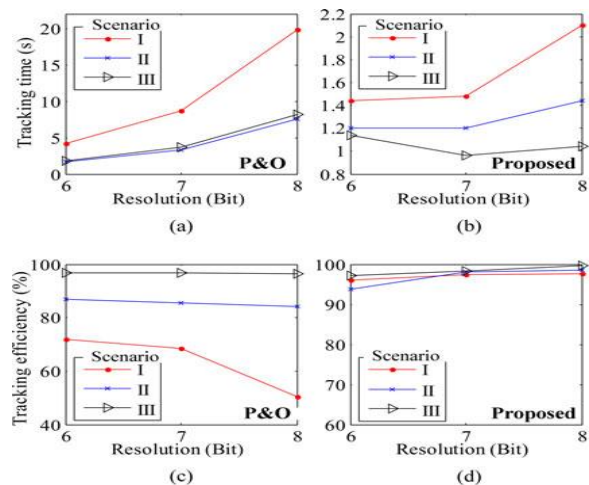 Tracking time (s)
20
15
10
5
0
Scenario
I
II
III
P&O
6 7 8
Resolution (Bit)
(a)
2.2
2
1.8
1.6
1.4
1.2
1
0.8
Scenario
I
II
III
Proposed
6 7 8
Resolution (Bit)
(b)
Tracking efficiency (%)
100
80
60
40
Scenario
I
II
III
P&O
6 7 8
Resolution (Bit)
(c)
100
90
80
70
60
Scenario
I
II
III
Proposed
6 7 8
Resolution (Bit)
(d)